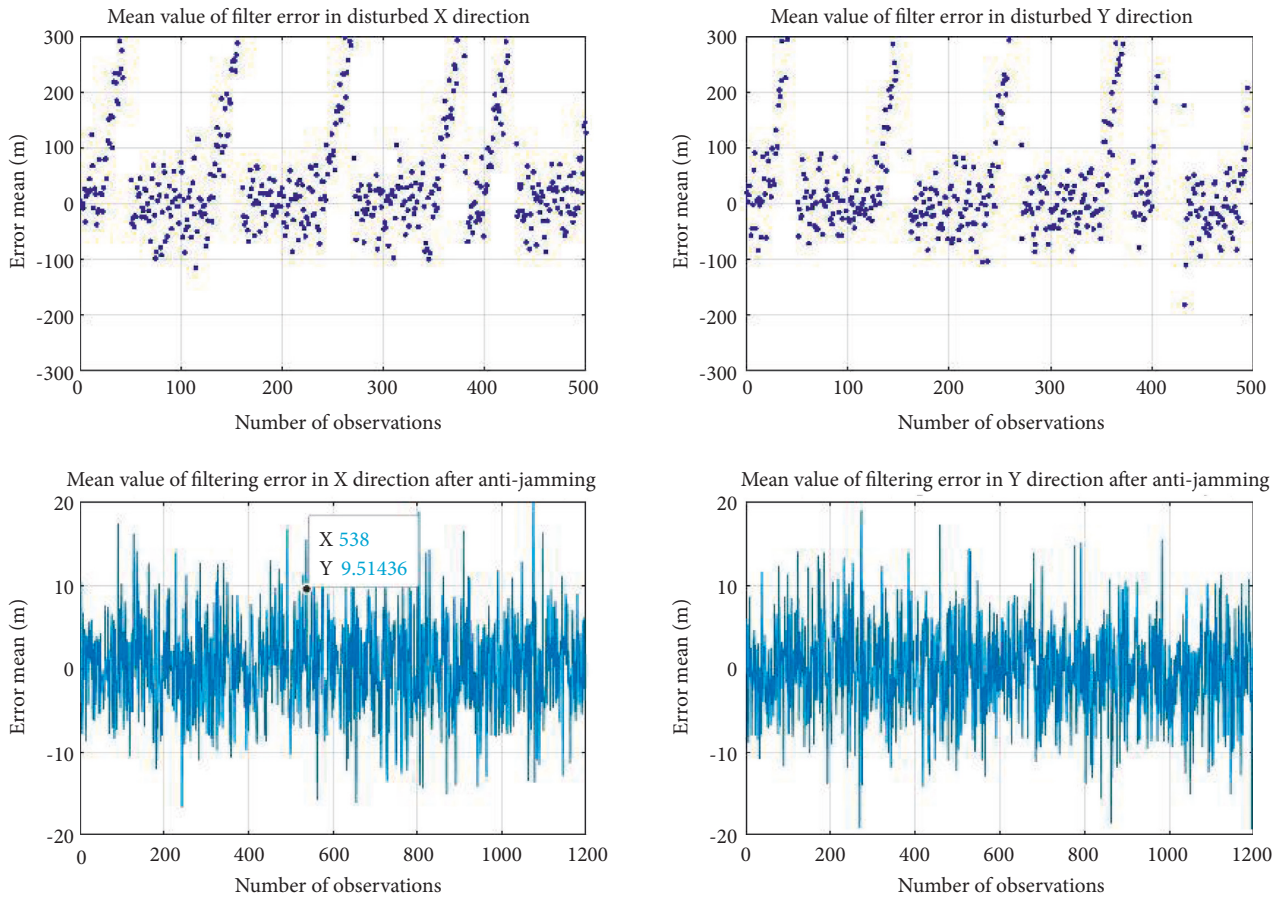 Mean value of filter error in disturbed X direction
300
200
100
0
-100
-200
-300
Error mean (m)
0 100 200 300 400 500
Number of observations
Mean value of filter error in disturbed Y direction
300
200
100
0
-100
-200
-300
Error mean (m)
0 100 200 300 400 500
Number of observations
Mean value of filtering error in X direction after anti-jamming
20
10
0
-10
-20
Error mean (m)
X 538
Y 9.51436
0 200 400 600 800 1000 1200
Number of observations
Mean value of filtering error in Y direction after anti-jamming
20
10
0
-10
-20
Error mean (m)
0 200 400 600 800 1000 1200
Number of observations